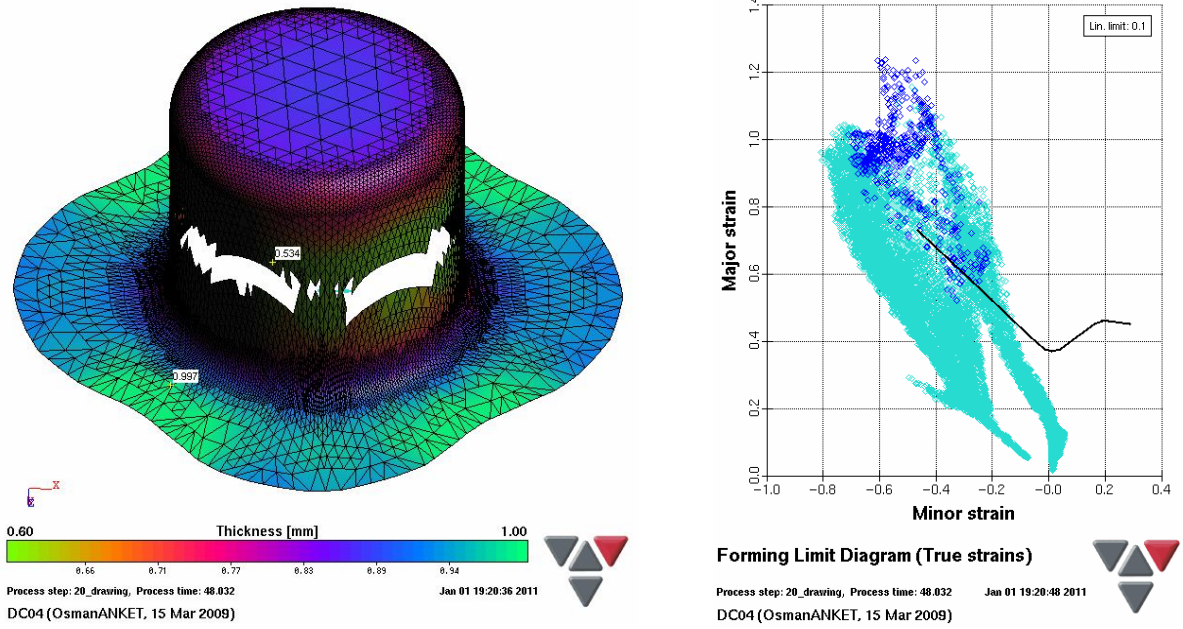 0.534
0.997
X
0.60 Thickness [mm] 1.00
0.66 0.71 0.77 0.83 0.89 0.94
Process step: 20_drawing, Process time: 48.032 Jan 01 19:20:36 2011
DC04 (OsmanANKET, 15 Mar 2009)
Lin. limit: 0.1
Major strain
1.4
1.2
1.0
0.8
0.6
0.4
0.2
0.0
-1.0 -0.8 -0.6 -0.4 -0.2 -0.0 0.2 0.4
Minor strain
Forming Limit Diagram (True strains)
Process step: 20_drawing, Process time: 48.032 Jan 01 19:20:48 2011
DC04 (OsmanANKET, 15 Mar 2009)